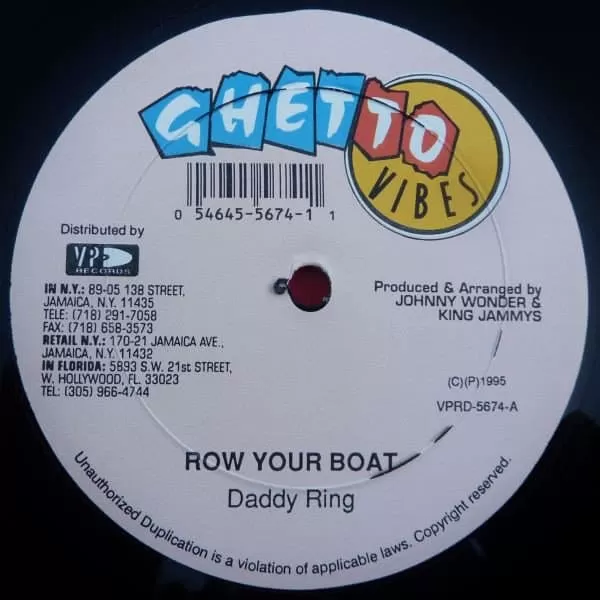 GHETTO
VIBES
0 54645-5674-1 1
Distributed by
VP
RECORDS
IN N.Y.: 89-05 138 STREET,
JAMAICA, N.Y. 11435
TELE: (718) 291-7058
FAX: (718) 658-3573
RETAIL N.Y.: 170-21 JAMAICA AVE.,
JAMAICA, N.Y. 11432
IN FLORIDA: 5893 S.W. 21st STREET,
W. HOLLYWOOD, FL. 33023
TEL: (305) 966-4744
Produced & Arranged by
JOHNNY WONDER &
KING JAMMYS
(C)(P)1995
VPRD-5674-A
ROW YOUR BOAT
Daddy Ring
Unauthorized Duplication is a violation of applicable laws. Copyright reserved.